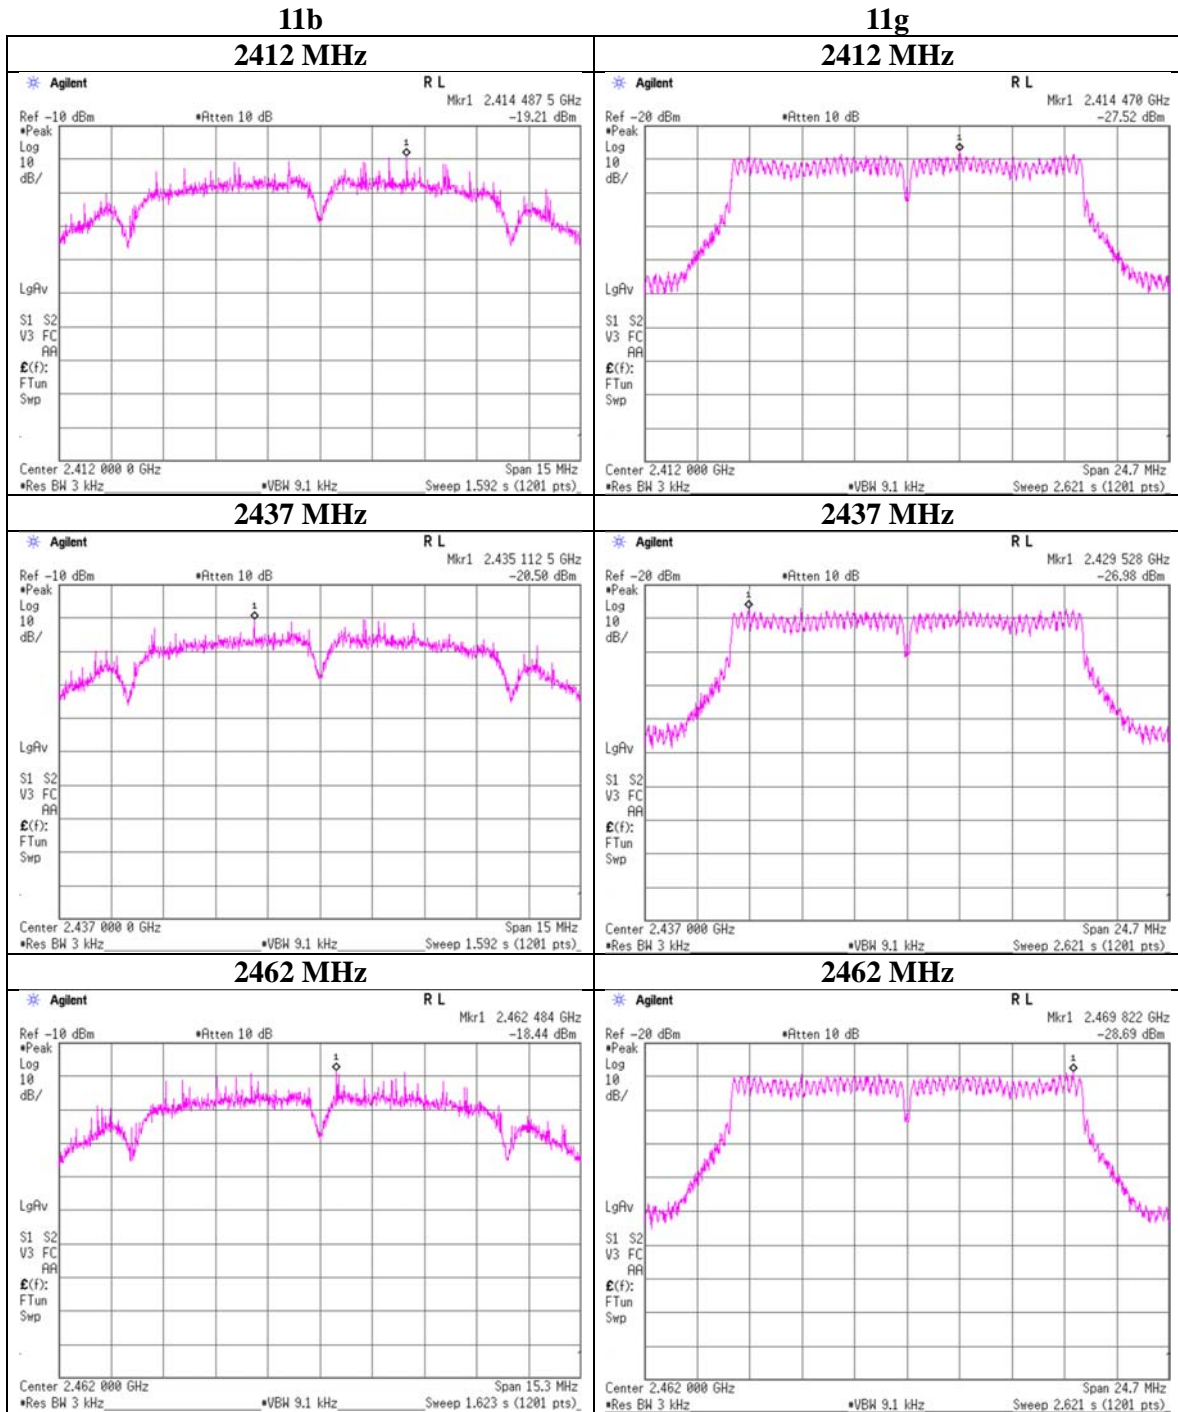 11b
11g
2412 MHz
2412 MHz
Agilent
R L
Mkr1 2.414 487 5 GHz
Ref -10 dBm
*Atten 10 dB
-19.21 dBm
*Peak
Log
10
dB/
1
LgAv
S1 S2
V3 FC
AA
£(f):
FTun
Swp
Center 2.412 000 0 GHz
Span 15 MHz
*Res BW 3 kHz
*VBW 9.1 kHz
Sweep 1.592 s (1201 pts)
Agilent
R L
Mkr1 2.414 470 GHz
Ref -20 dBm
*Atten 10 dB
-27.52 dBm
*Peak
Log
10
dB/
1
LgAv
S1 S2
V3 FC
AA
£(f):
FTun
Swp
Center 2.412 000 GHz
Span 24.7 MHz
*Res BW 3 kHz
*VBW 9.1 kHz
Sweep 2.621 s (1201 pts)
2437 MHz
2437 MHz
Agilent
R L
Mkr1 2.435 112 5 GHz
Ref -10 dBm
*Atten 10 dB
-20.50 dBm
*Peak
Log
10
dB/
1
LgAv
S1 S2
V3 FC
AA
£(f):
FTun
Swp
Center 2.437 000 0 GHz
Span 15 MHz
*Res BW 3 kHz
*VBW 9.1 kHz
Sweep 1.592 s (1201 pts)
Agilent
R L
Mkr1 2.429 528 GHz
Ref -20 dBm
*Atten 10 dB
-26.98 dBm
*Peak
Log
10
dB/
1
LgAv
S1 S2
V3 FC
AA
£(f):
FTun
Swp
Center 2.437 000 GHz
Span 24.7 MHz
*Res BW 3 kHz
*VBW 9.1 kHz
Sweep 2.621 s (1201 pts)
2462 MHz
2462 MHz
Agilent
R L
Mkr1 2.462 484 GHz
Ref -10 dBm
*Atten 10 dB
-18.44 dBm
*Peak
Log
10
dB/
1
LgAv
S1 S2
V3 FC
AA
£(f):
FTun
Swp
Center 2.462 000 GHz
Span 15.3 MHz
*Res BW 3 kHz
*VBW 9.1 kHz
Sweep 1.623 s (1201 pts)
Agilent
R L
Mkr1 2.469 822 GHz
Ref -20 dBm
*Atten 10 dB
-28.69 dBm
*Peak
Log
10
dB/
1
LgAv
S1 S2
V3 FC
AA
£(f):
FTun
Swp
Center 2.462 000 GHz
Span 24.7 MHz
*Res BW 3 kHz
*VBW 9.1 kHz
Sweep 2.621 s (1201 pts)